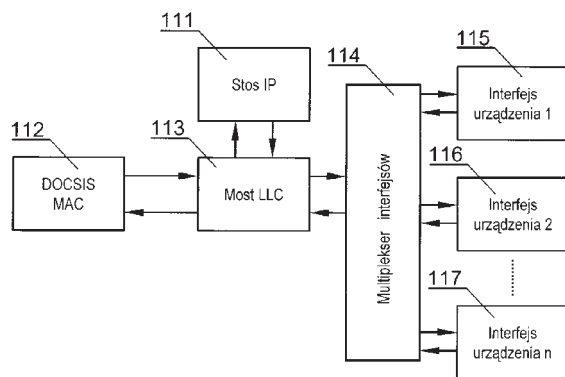 111
Stos IP
112
DOCSIS
MAC
113
Most LLC
114
Multiplekser interfejsów
115
Interfejs
urządzenia 1
116
Interfejs
urządzenia 2
117
Interfejs
urządzenia n